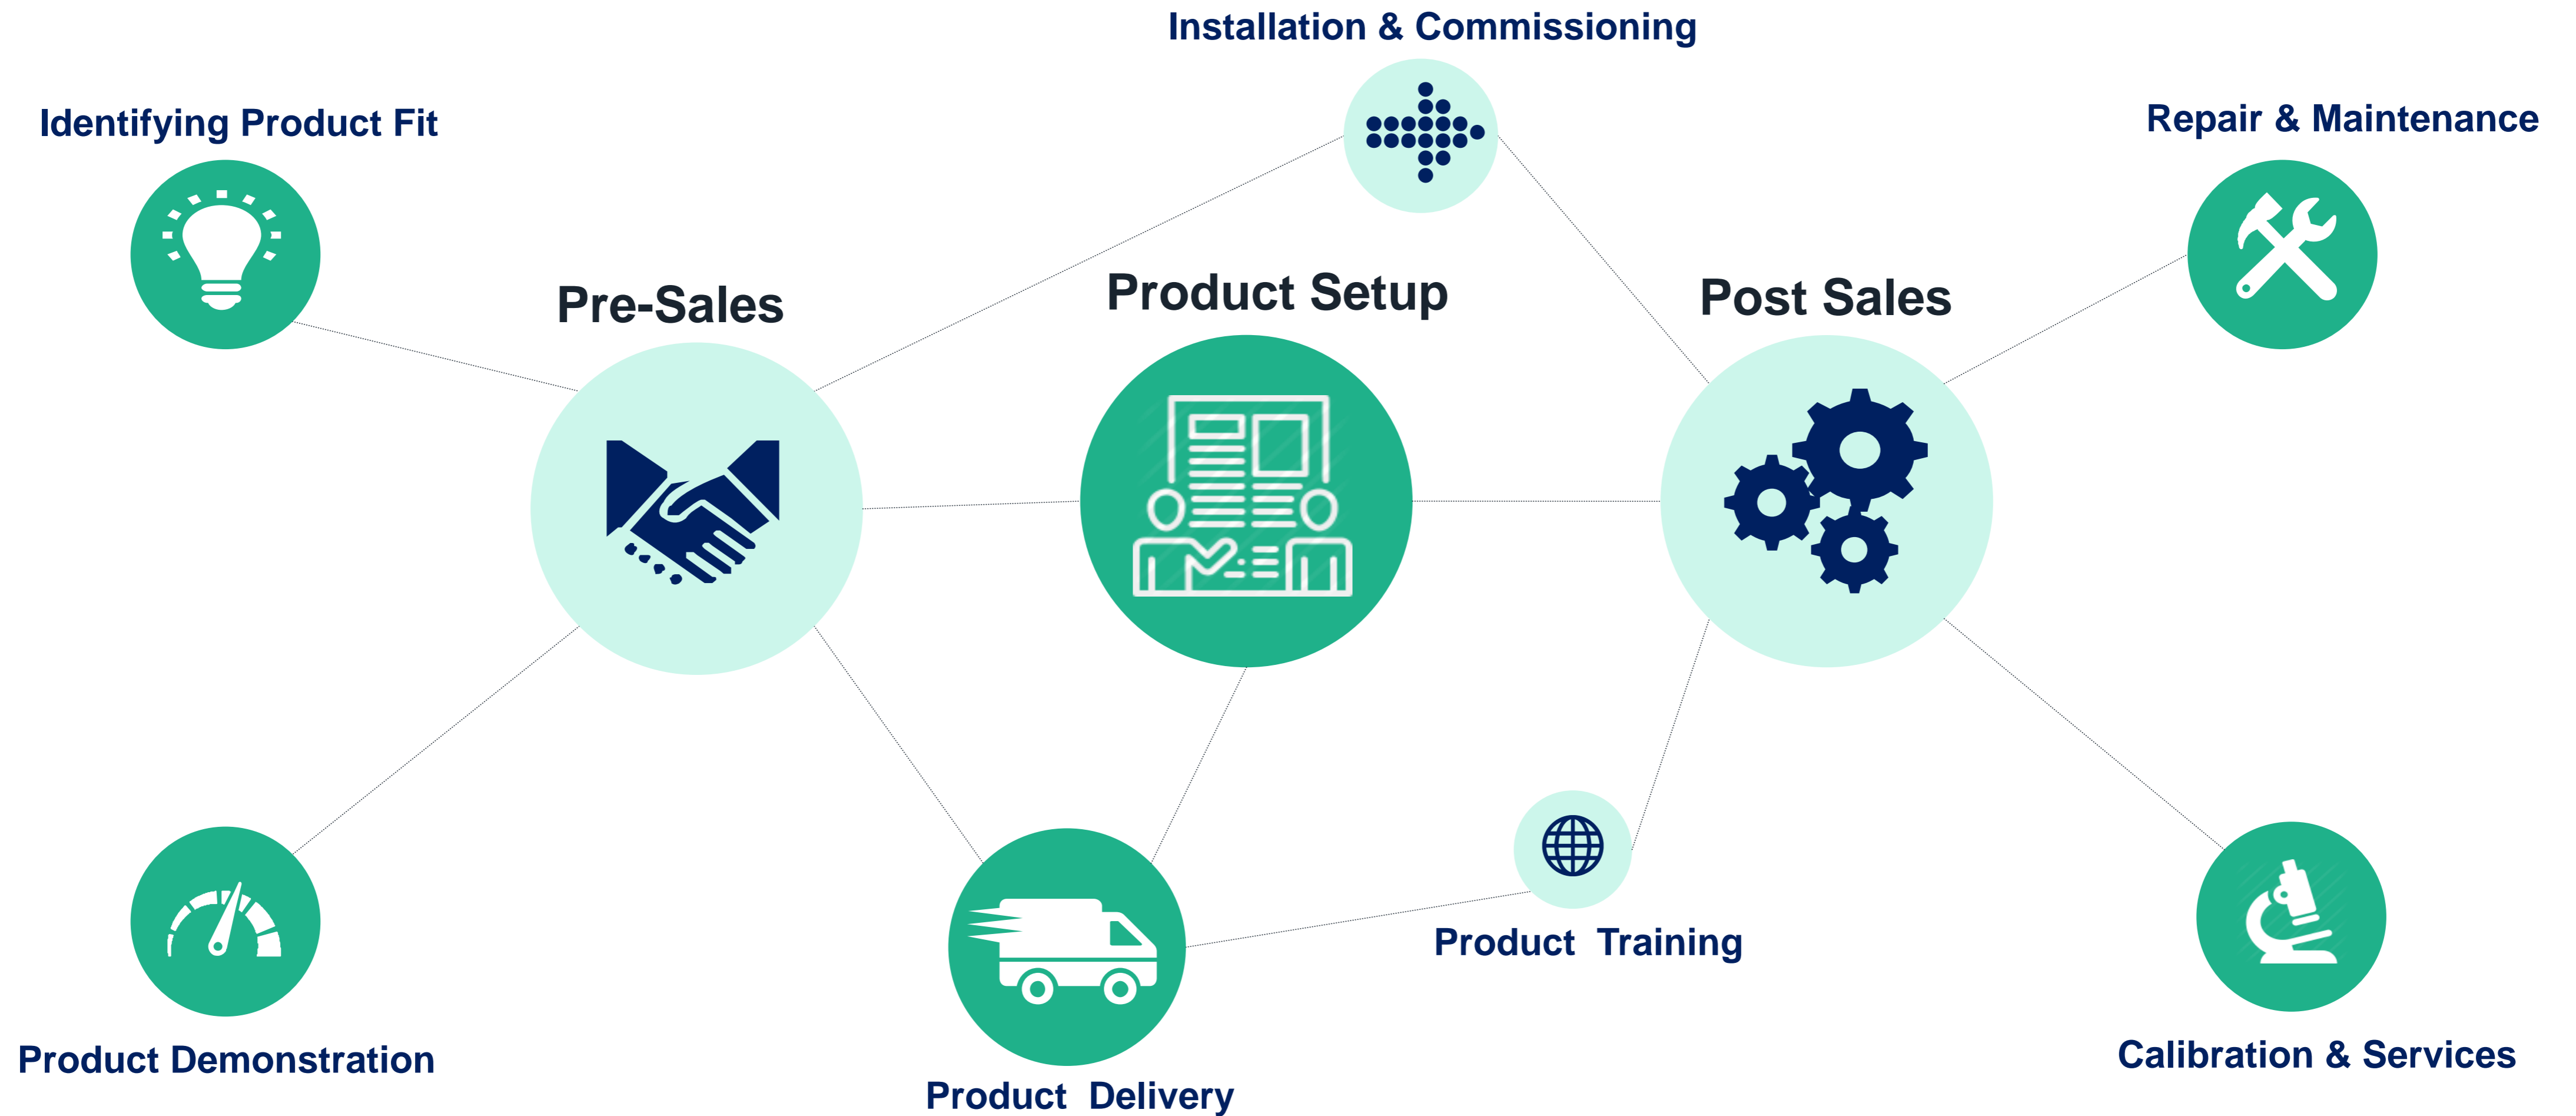 Installation & Commissioning
Identifying Product Fit
Repair & Maintenance
Pre-Sales
Product Setup
Post Sales
Product  Training
Product Demonstration
Product  Delivery
Calibration & Services